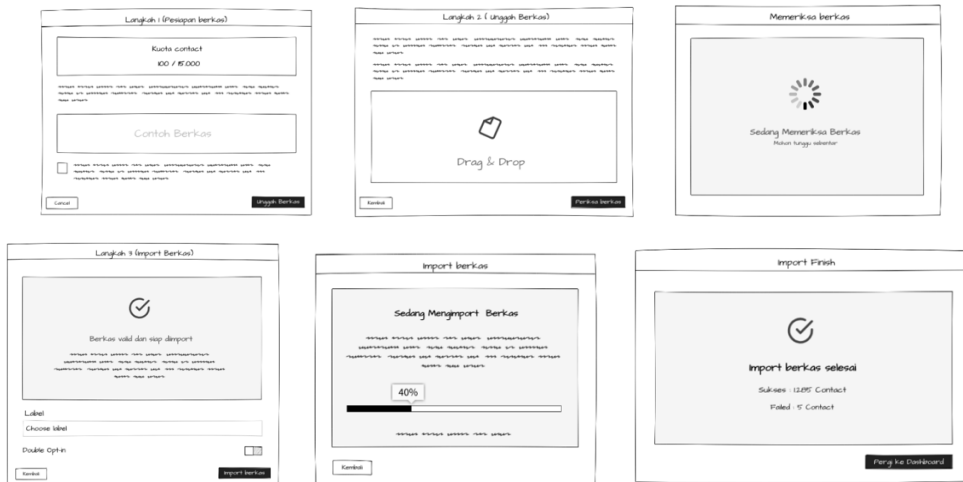 Langkah 1 (Pesiapan berkas)
Kuota contact
100 / 15.000
Contoh Berkas
Cancel
Unggah Berkas
Langkah 2 ( Unggah Berkas)
Drag & Drop
Kembali
Periksa berkas
Memeriksa berkas
Sedang Memeriksa Berkas
Mohon tunggu sebentar
Langkah 3 (Import Berkas)
Berkas valid dan siap diimport
Label
Choose label
Double Opt-in
Kembali
Import berkas
Import berkas
Sedang Mengimport Berkas
40%
Kembali
Import Finish
Import berkas selesai
Sukses : 1285 Contact
Failed : 5 Contact
Pergi ke Dashboard